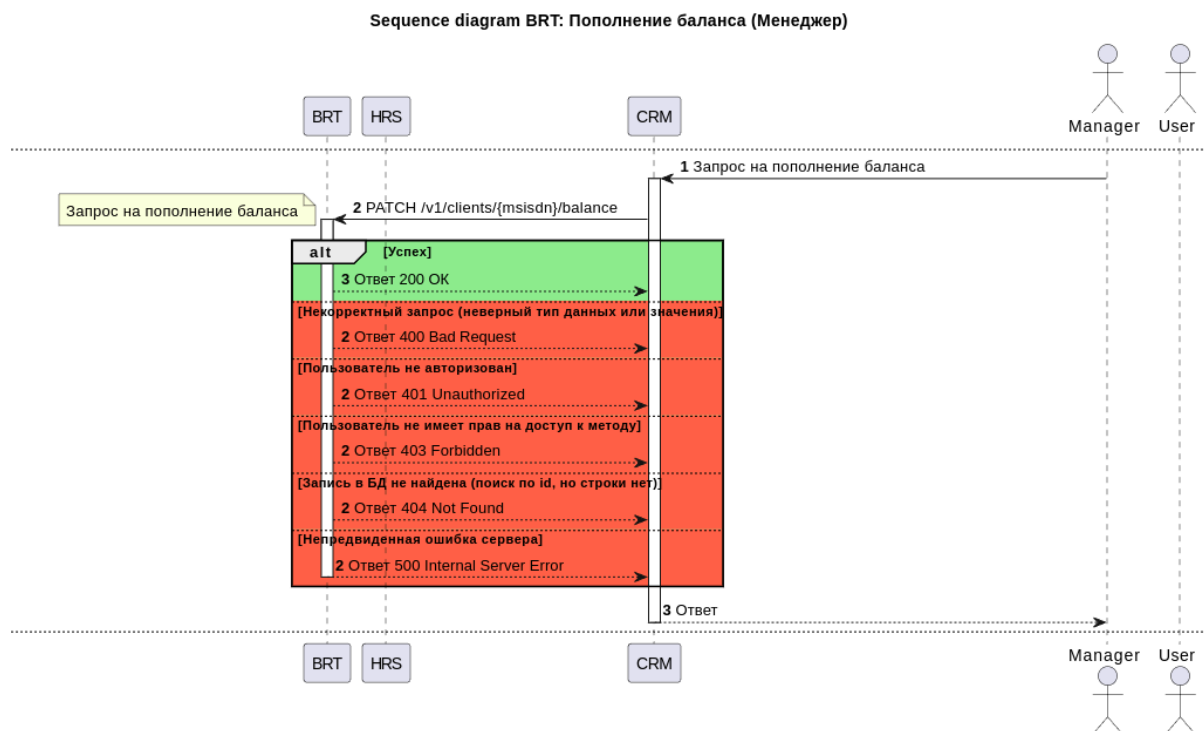 Sequence diagram BRT: Пополнение баланса (Менеджер)
BRT HRS CRM Manager User
1 Запрос на пополнение баланса
Запрос на пополнение баланса
2 PATCH /v1/clients/{msisdn}/balance
alt [Успех]
3 Ответ 200 ОК
[Некорректный запрос (неверный тип данных или значения)]
2 Ответ 400 Bad Request
[Пользователь не авторизован]
2 Ответ 401 Unauthorized
[Пользователь не имеет прав на доступ к методу]
2 Ответ 403 Forbidden
[Запись в БД не найдена (поиск по id, но строки нет)]
2 Ответ 404 Not Found
[Непредвиденная ошибка сервера]
2 Ответ 500 Internal Server Error
3 Ответ
BRT HRS CRM Manager User